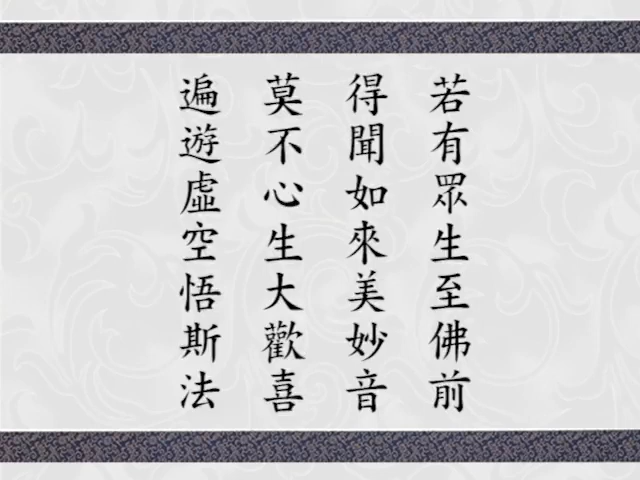 若有眾生至佛前
得聞如來美妙音
莫不心生大歡喜
遍遊虛空悟斯法